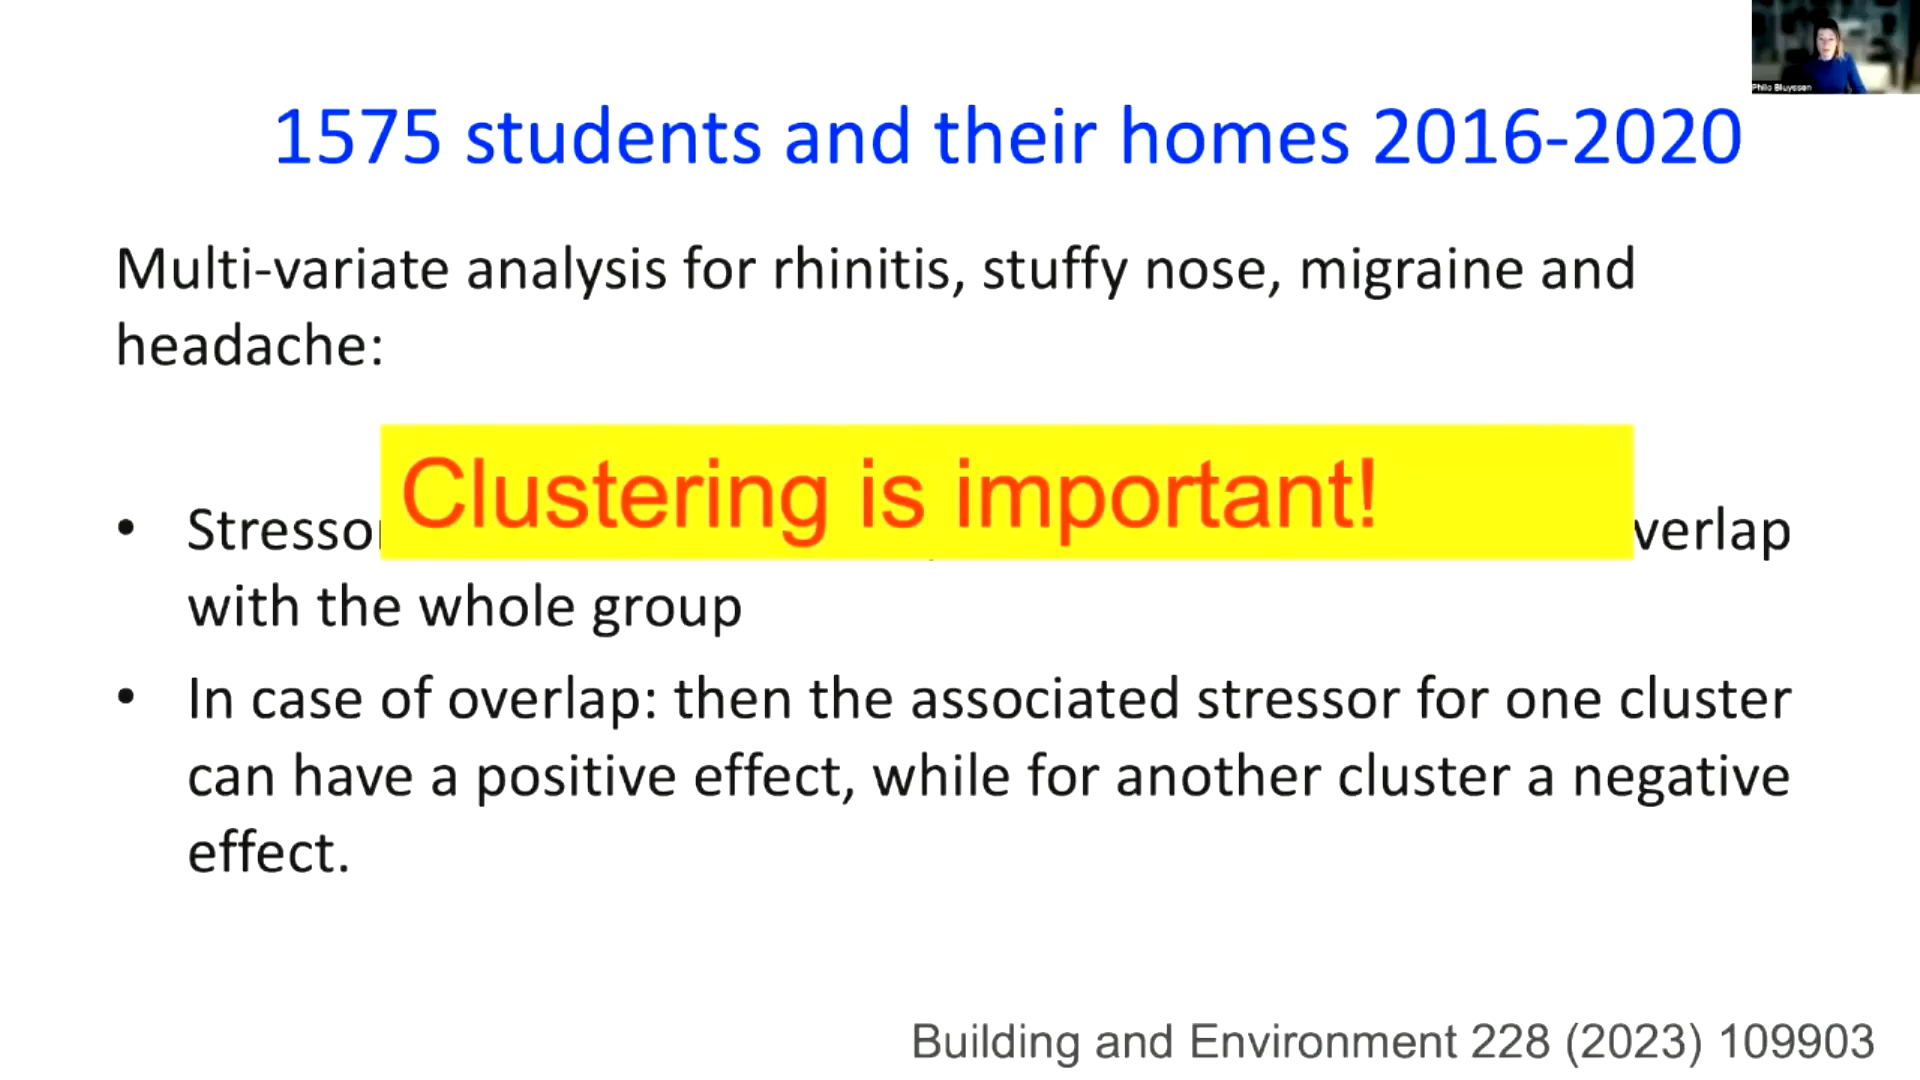 Philo Bluyssen
1575 students and their homes 2016-2020
Multi-variate analysis for rhinitis, stuffy nose, migraine and
headache:
Clustering is important!
• with the whole group
• In case of overlap: then the associated stressor for one cluster
can have a positive effect, while for another cluster a negative
effect.
Building and Environment 228 (2023) 109903